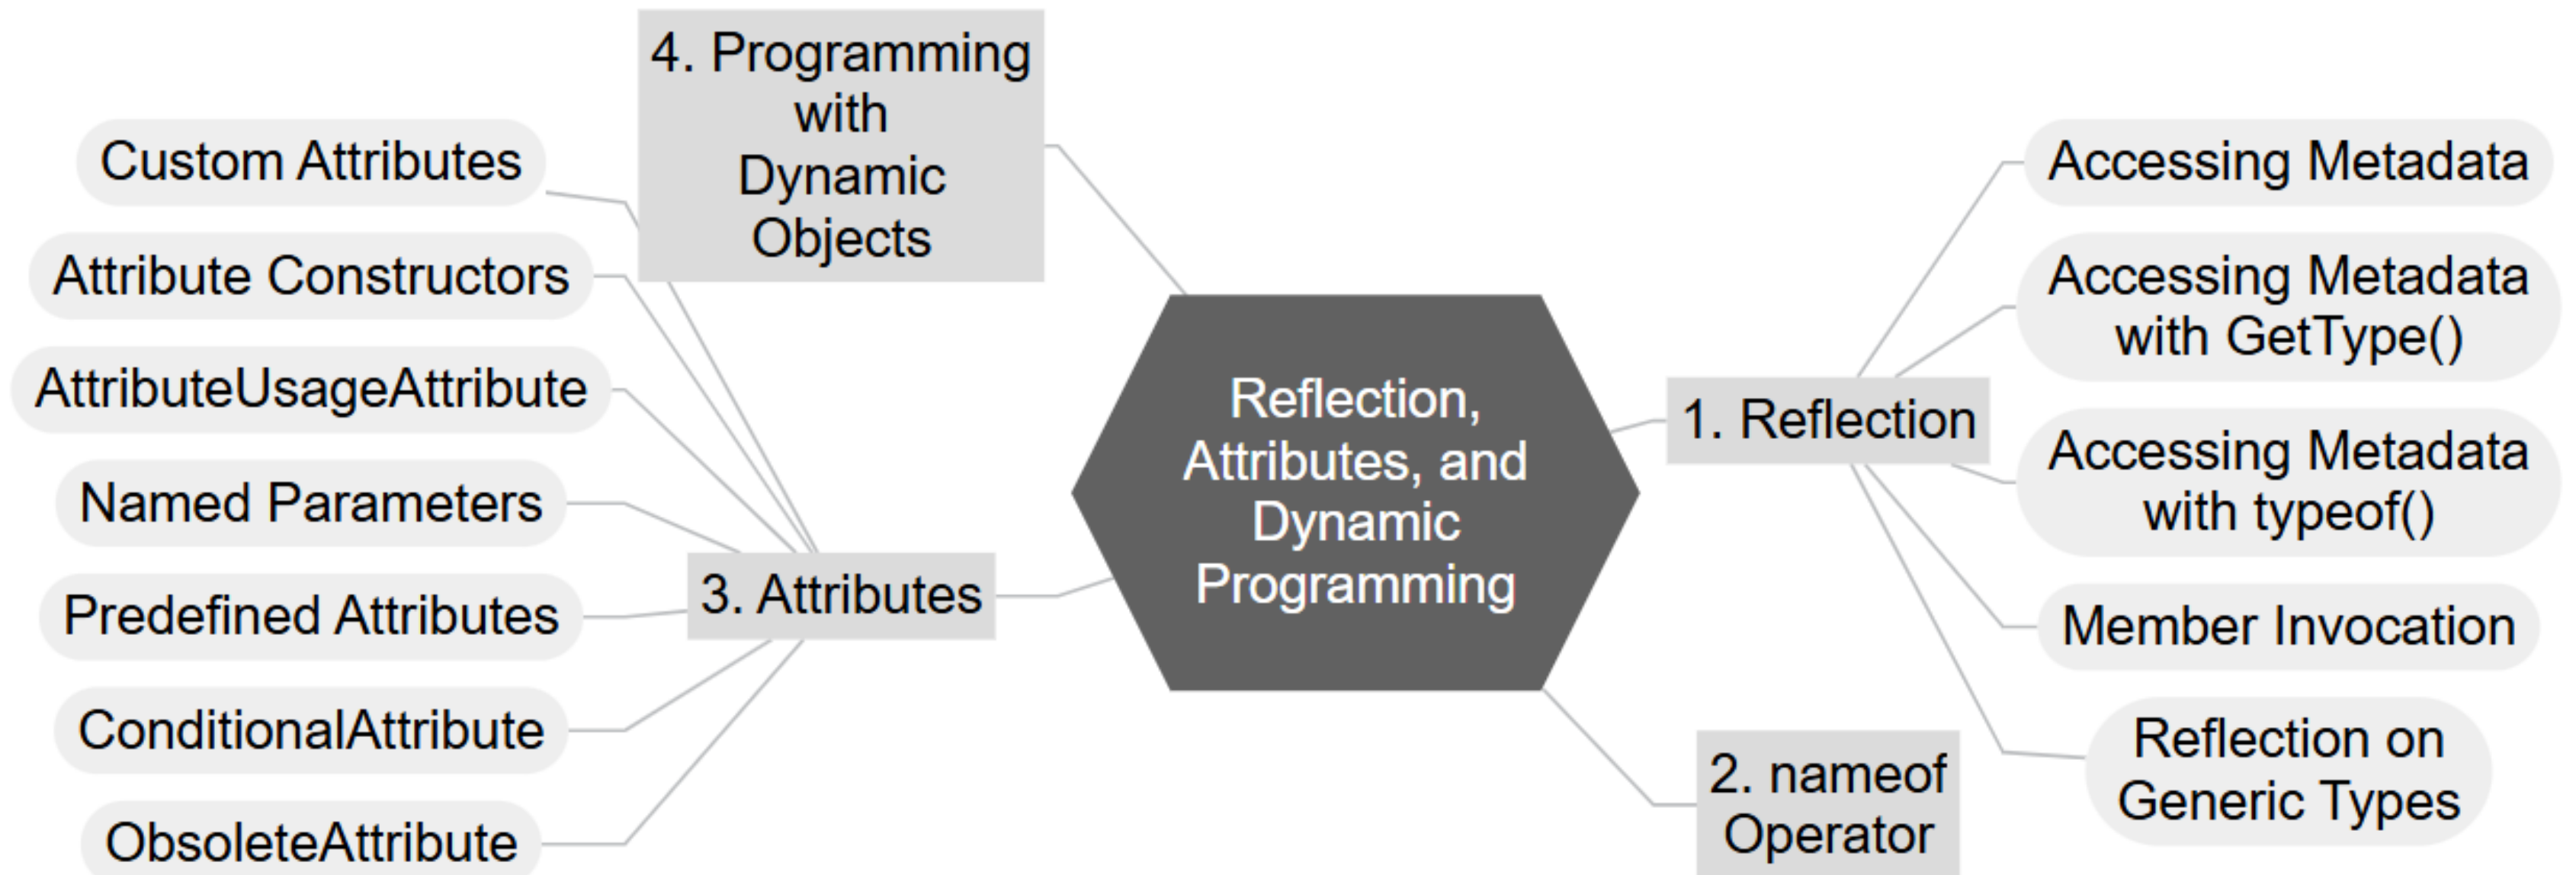 Reflection,
Attributes, and
Dynamic
Programming
1. Reflection
Accessing Metadata
Accessing Metadata
with GetType()
Accessing Metadata
with typeof()
Member Invocation
Reflection on
Generic Types
2. nameof
Operator
3. Attributes
Custom Attributes
Attribute Constructors
AttributeUsageAttribute
Named Parameters
Predefined Attributes
ConditionalAttribute
ObsoleteAttribute
4. Programming
with
Dynamic
Objects